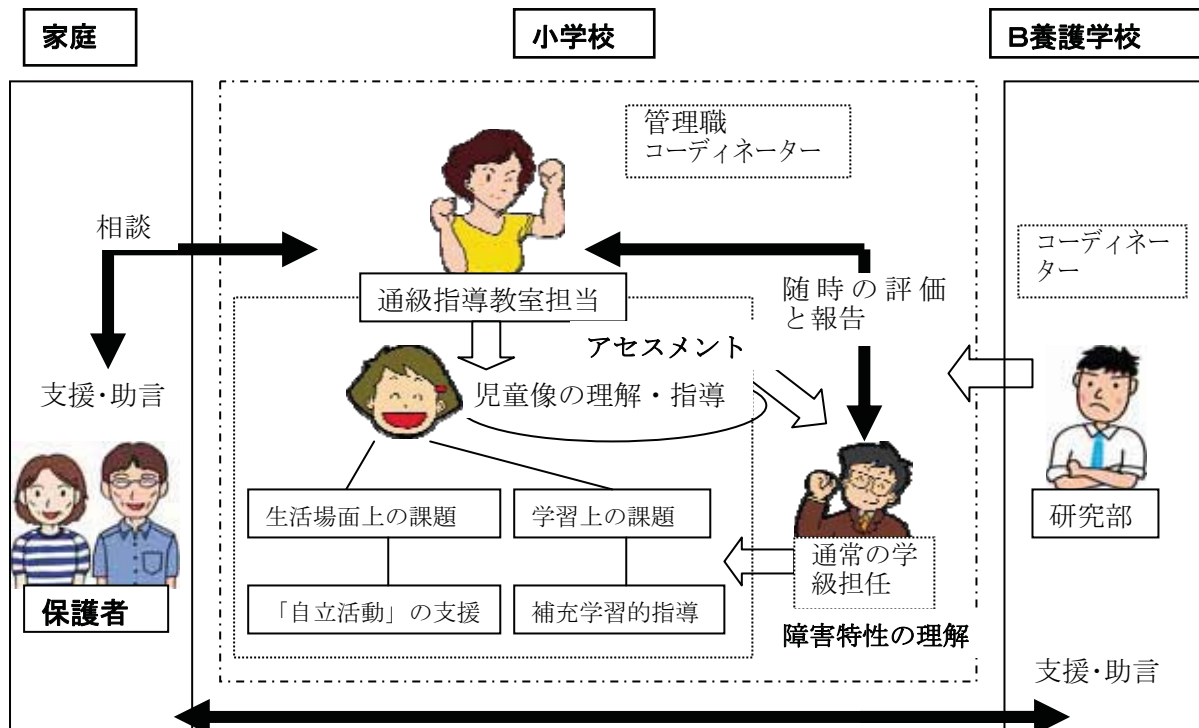 家庭
小学校
B養護学校
管理職
コーディネーター
相談
コーディネー
ター
通級指導教室担当
随時の評価
と報告
アセスメント
支援・助言
児童像の理解・指導
生活場面上の課題
学習上の課題
研究部
通常の学
級担任
保護者
「自立活動」の支援
補充学習的指導
障害特性の理解
支援・助言